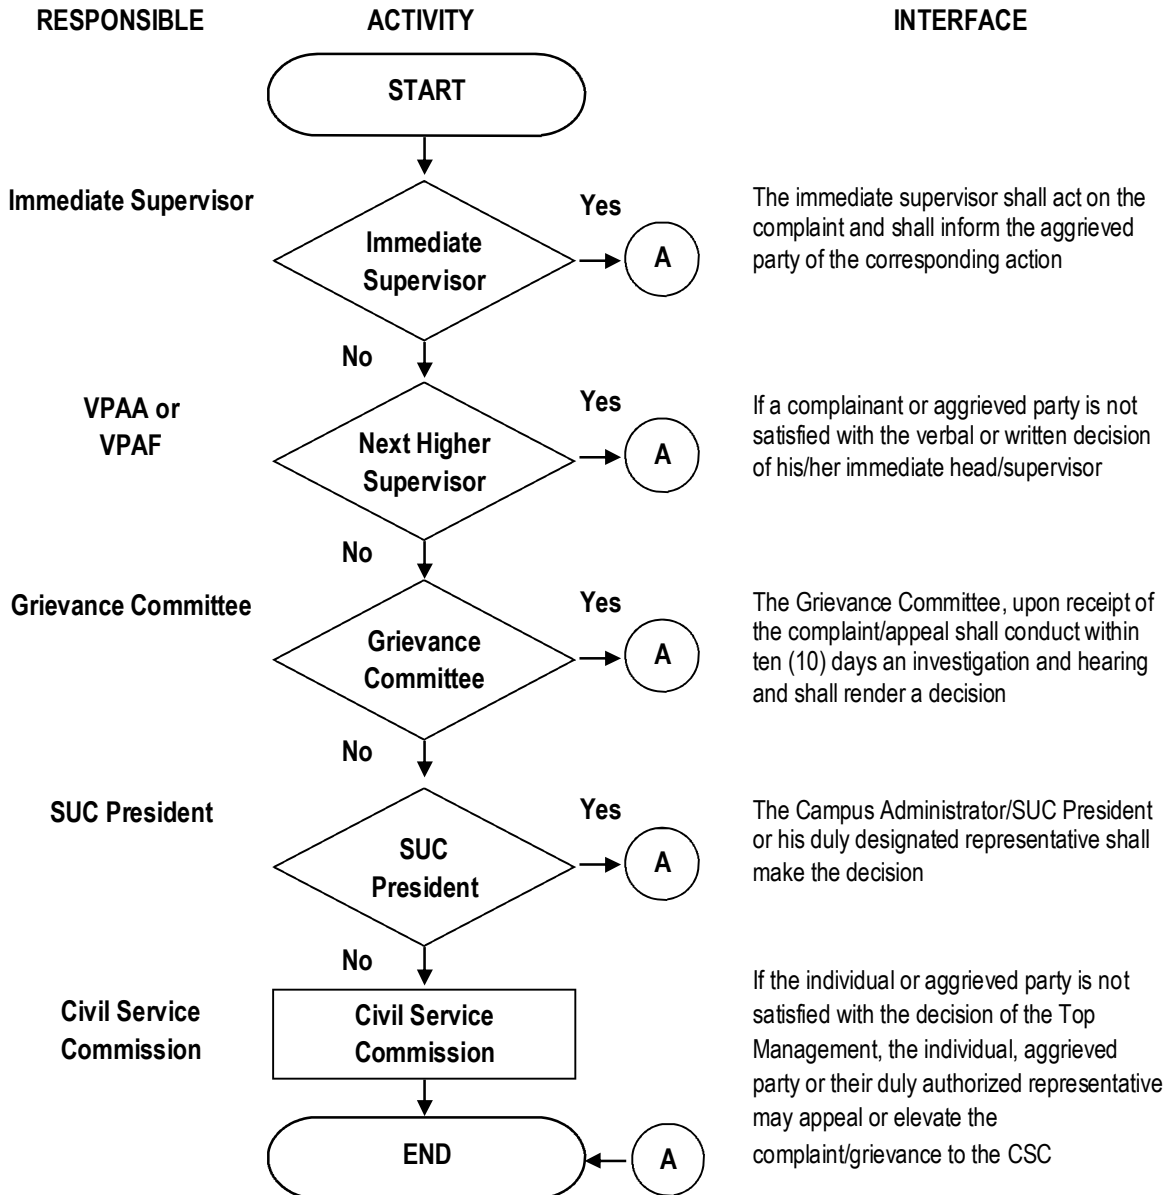 RESPONSIBLE ACTIVITY INTERFACE
START
Immediate Supervisor
Immediate
Supervisor
Yes
A
The immediate supervisor shall act on the
complaint and shall inform the aggrieved
party of the corresponding action
No
VPAA or
VPAF
Next Higher
Supervisor
Yes
A
If a complainant or aggrieved party is not
satisfied with the verbal or written decision
of his/her immediate head/supervisor
No
Grievance Committee
Grievance
Committee
Yes
A
The Grievance Committee, upon receipt of
the complaint/appeal shall conduct within
ten (10) days an investigation and hearing
and shall render a decision
No
SUC President
SUC
President
Yes
A
The Campus Administrator/SUC President
or his duly designated representative shall
make the decision
No
Civil Service
Commission
Civil Service
Commission
If the individual or aggrieved party is not
satisfied with the decision of the Top
Management, the individual, aggrieved
party or their duly authorized representative
may appeal or elevate the
complaint/grievance to the CSC
END
A